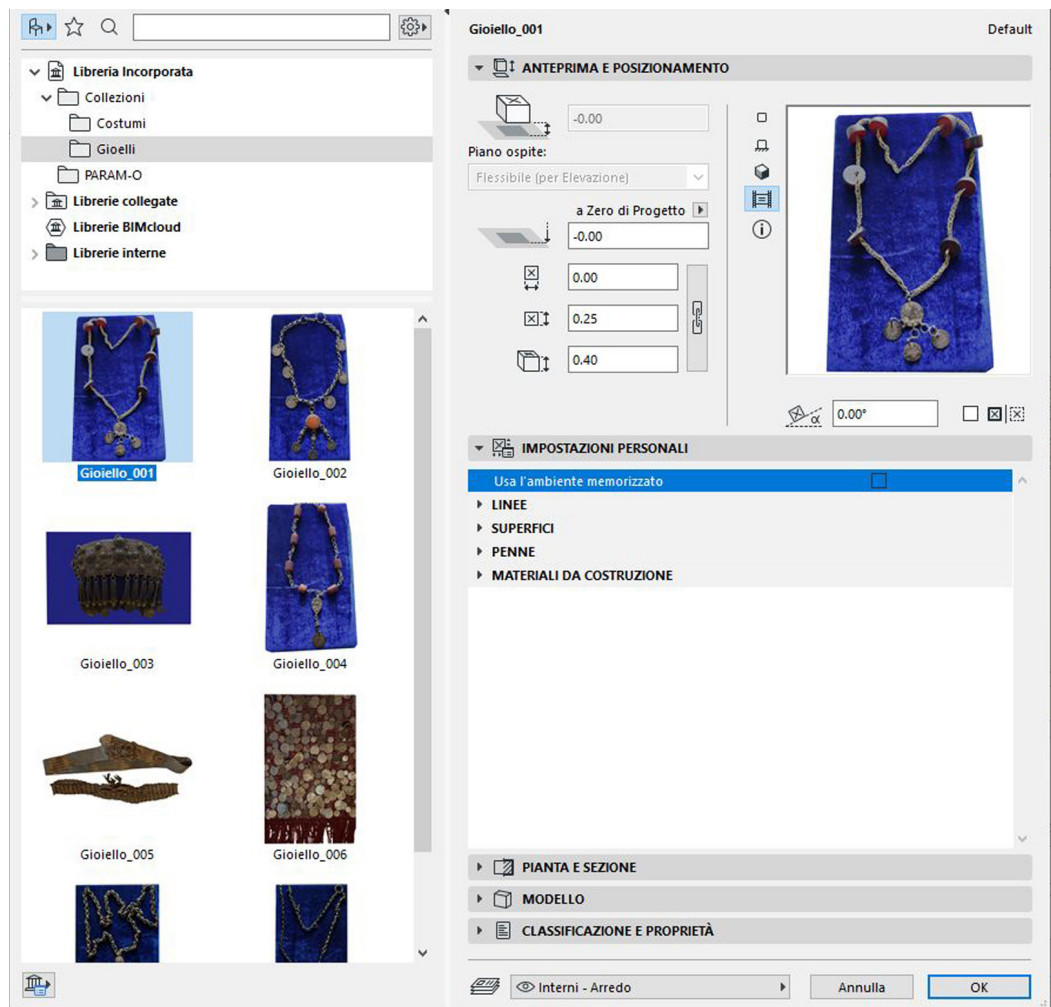 Libreria Incorporata
Collezioni
Costumi
Gioelli
PARAM-O
Librerie collegate
Librerie BIMcloud
Librerie interne
Gioiello_001
Gioiello_002
Gioiello_003
Gioiello_004
Gioiello_005
Gioiello_006
Gioiello_001 Default
ANTEPRIMA E POSIZIONAMENTO
-0.00
Piano ospite:
Flessibile (per Elevazione)
a Zero di Progetto
-0.00
0.00
0.25
0.40
α 0.00°
IMPOSTAZIONI PERSONALI
Usa l'ambiente memorizzato
LINEE
SUPERFICI
PENNE
MATERIALI DA COSTRUZIONE
PIANTA E SEZIONE
MODELLO
CLASSIFICAZIONE E PROPRIETÀ
Interni - Arredo
Annulla
OK